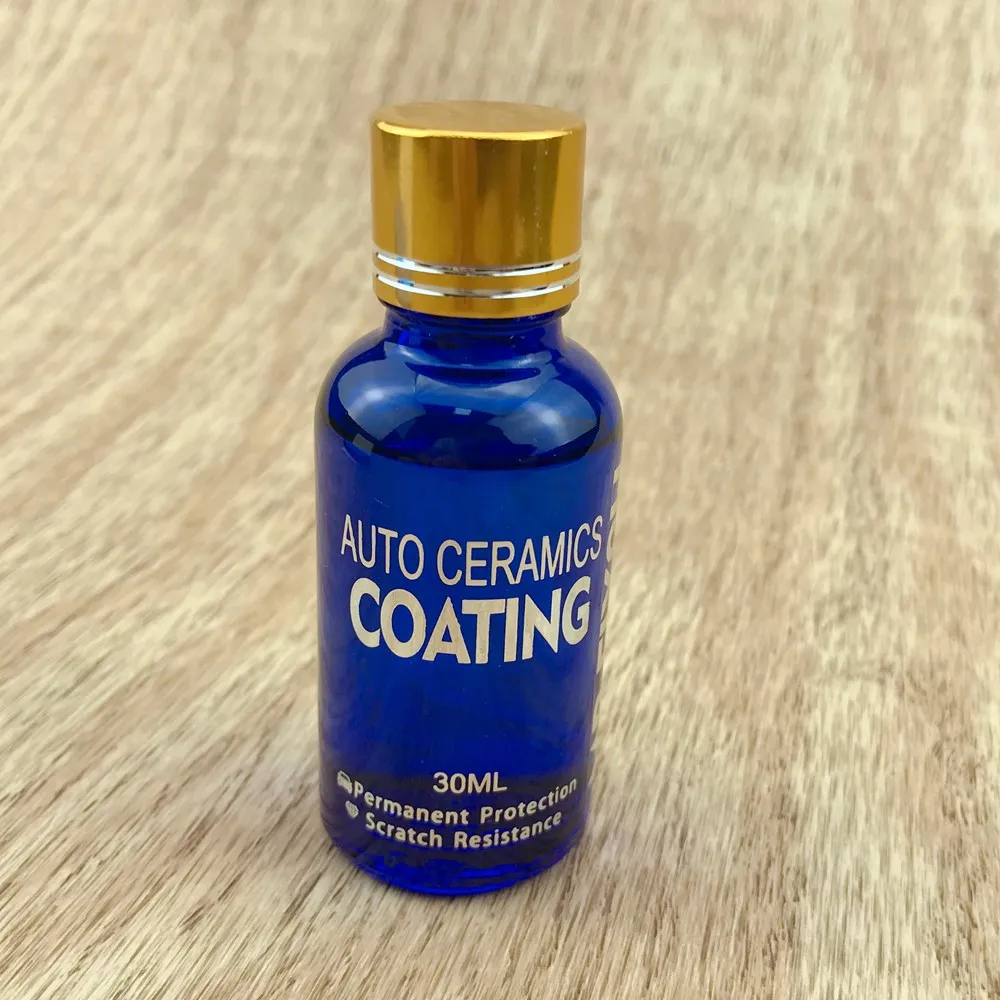 AUTO CERAMICS
COATING
30ML
Permanent Protection
Scratch Resistance